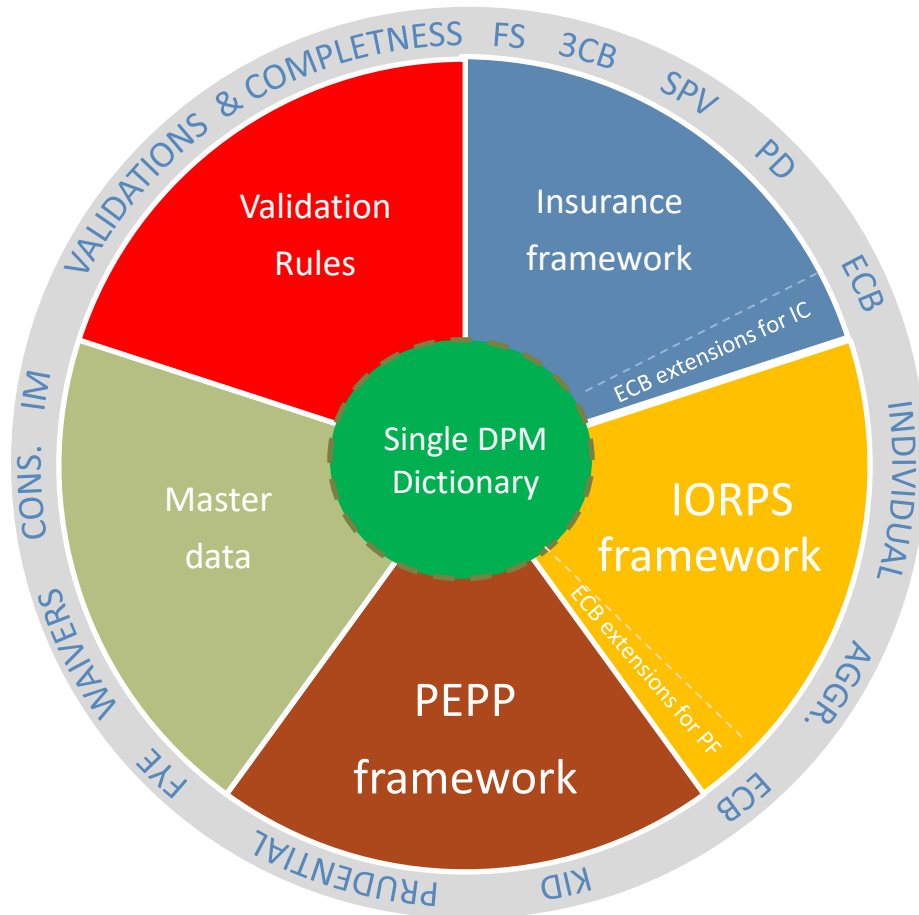 VALIDATIONS & COMPLETNESS
FS
3CB
SPV
PD
ECB
INDIVIDUAL
AGGR.
ECB
KID
PRUDENTIAL
FYE
WAIVERS
CONS.
IM
Validation
Rules
Insurance
framework
ECB extensions for IC
Single DPM
Dictionary
IORPS
framework
ECB extensions for PF
PEPP
framework
Master
data